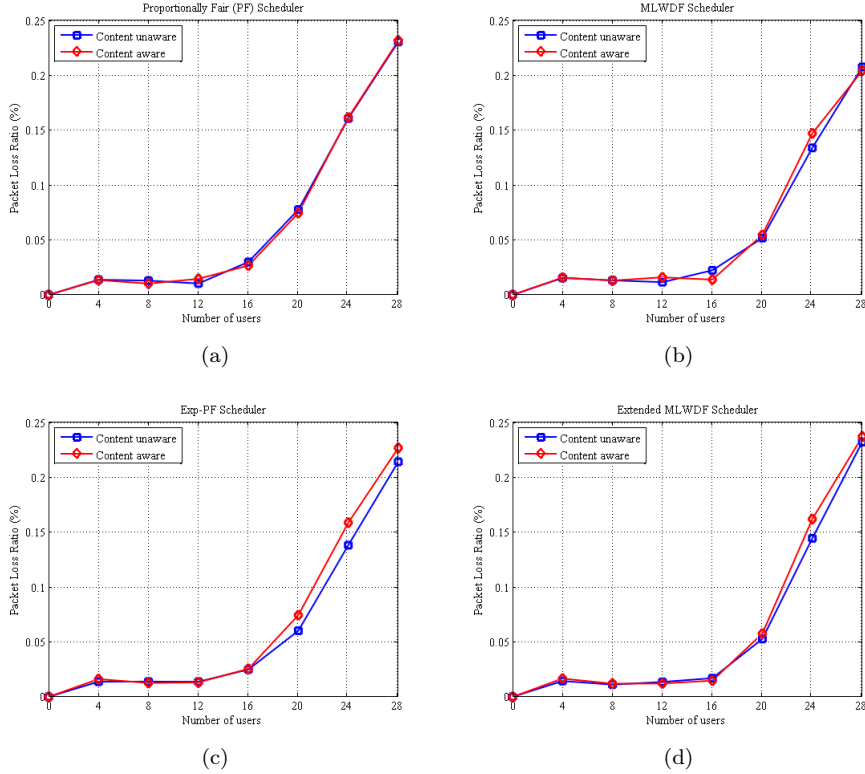 Proportionally Fair (PF) Scheduler
0.25
0.2
0.15
0.1
0.05
0
Packet Loss Ratio (%)
Content unaware
Content aware
0 4 8 12 16 20 24 28
Number of users
(a)
MLWDF Scheduler
0.25
0.2
0.15
0.1
0.05
0
Packet Loss Ratio (%)
Content unaware
Content aware
0 4 8 12 16 20 24 28
Number of users
(b)
Exp-PF Scheduler
0.25
0.2
0.15
0.1
0.05
0
Packet Loss Ratio (%)
Content unaware
Content aware
0 4 8 12 16 20 24 28
Number of users
(c)
Extended MLWDF Scheduler
0.25
0.2
0.15
0.1
0.05
0
Packet Loss Ratio (%)
Content unaware
Content aware
0 4 8 12 16 20 24 28
Number of users
(d)